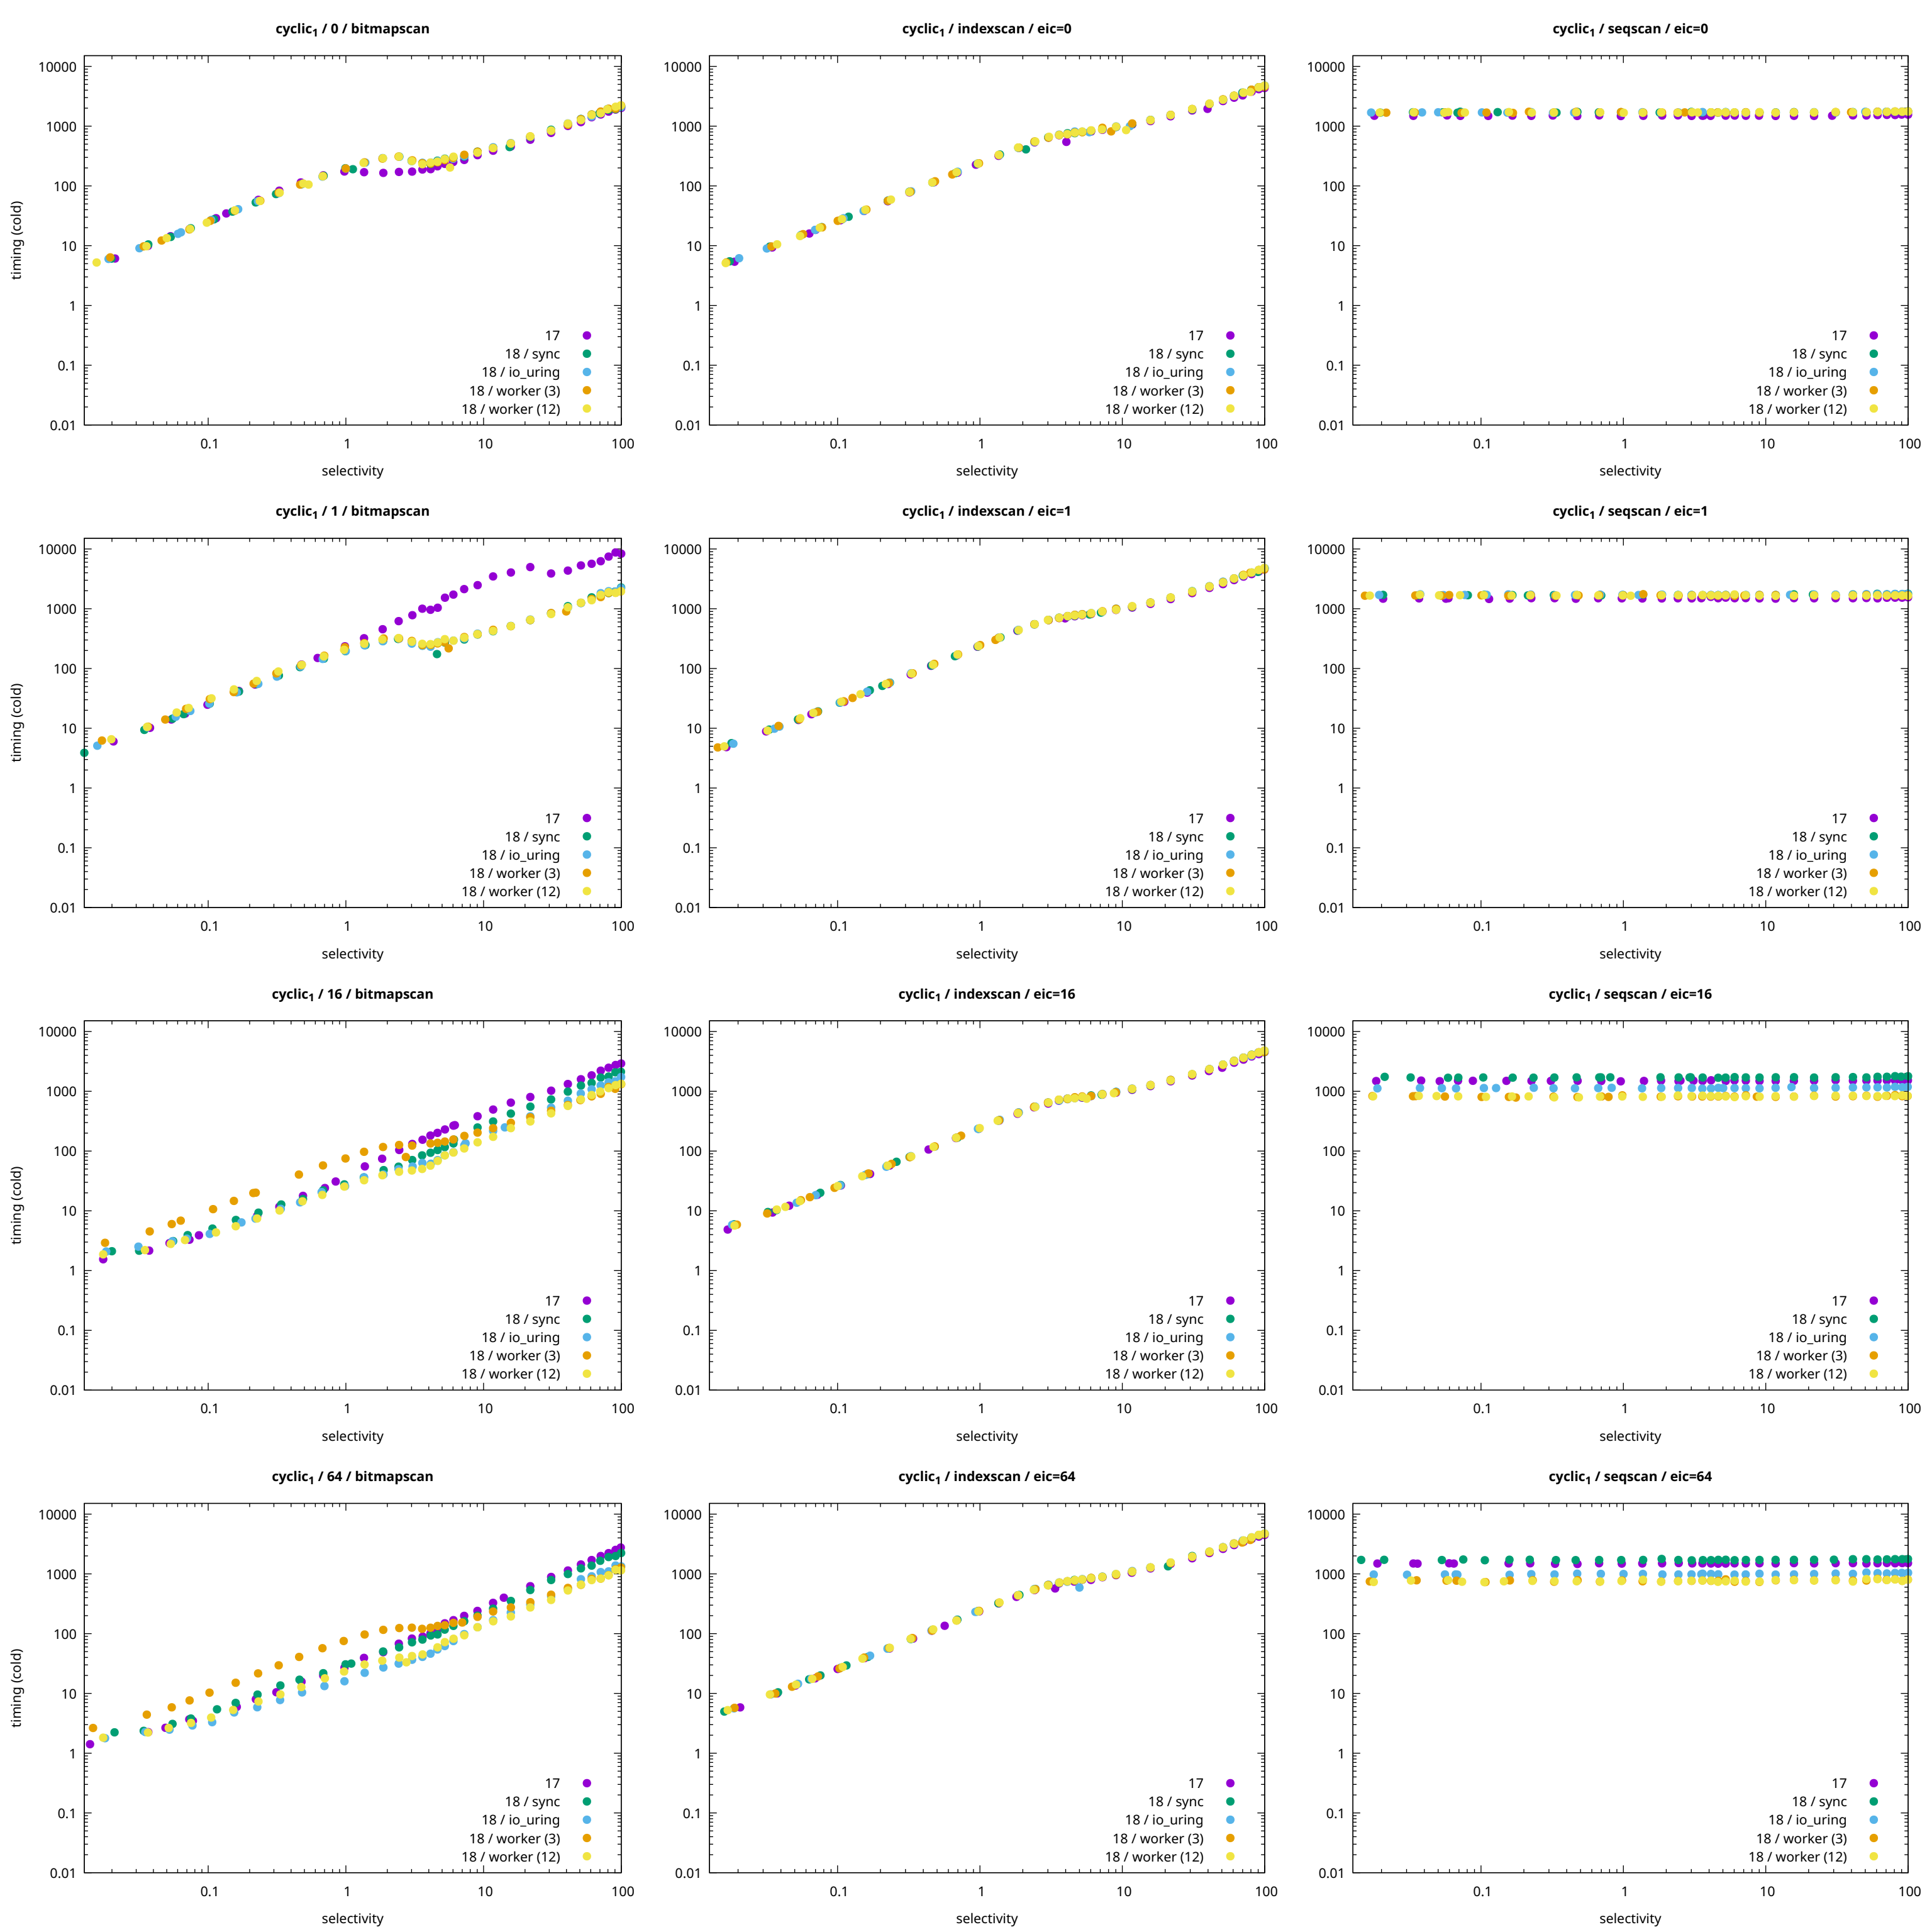 cyclic1 / 0 / bitmapscan
10000
1000
100
10
1
0.1
0.01
timing (cold)
17
18 / sync
18 / io_uring
18 / worker (3)
18 / worker (12)
0.1 1 10 100
selectivity
cyclic1 / indexscan / eic=0
10000
1000
100
10
1
0.1
0.01
17
18 / sync
18 / io_uring
18 / worker (3)
18 / worker (12)
0.1 1 10 100
selectivity
cyclic1 / seqscan / eic=0
10000
1000
100
10
1
0.1
0.01
17
18 / sync
18 / io_uring
18 / worker (3)
18 / worker (12)
0.1 1 10 100
selectivity
cyclic1 / 1 / bitmapscan
10000
1000
100
10
1
0.1
0.01
timing (cold)
17
18 / sync
18 / io_uring
18 / worker (3)
18 / worker (12)
0.1 1 10 100
selectivity
cyclic1 / indexscan / eic=1
10000
1000
100
10
1
0.1
0.01
17
18 / sync
18 / io_uring
18 / worker (3)
18 / worker (12)
0.1 1 10 100
selectivity
cyclic1 / seqscan / eic=1
10000
1000
100
10
1
0.1
0.01
17
18 / sync
18 / io_uring
18 / worker (3)
18 / worker (12)
0.1 1 10 100
selectivity
cyclic1 / 16 / bitmapscan
10000
1000
100
10
1
0.1
0.01
timing (cold)
17
18 / sync
18 / io_uring
18 / worker (3)
18 / worker (12)
0.1 1 10 100
selectivity
cyclic1 / indexscan / eic=16
10000
1000
100
10
1
0.1
0.01
17
18 / sync
18 / io_uring
18 / worker (3)
18 / worker (12)
0.1 1 10 100
selectivity
cyclic1 / seqscan / eic=16
10000
1000
100
10
1
0.1
0.01
17
18 / sync
18 / io_uring
18 / worker (3)
18 / worker (12)
0.1 1 10 100
selectivity
cyclic1 / 64 / bitmapscan
10000
1000
100
10
1
0.1
0.01
timing (cold)
17
18 / sync
18 / io_uring
18 / worker (3)
18 / worker (12)
0.1 1 10 100
selectivity
cyclic1 / indexscan / eic=64
10000
1000
100
10
1
0.1
0.01
17
18 / sync
18 / io_uring
18 / worker (3)
18 / worker (12)
0.1 1 10 100
selectivity
cyclic1 / seqscan / eic=64
10000
1000
100
10
1
0.1
0.01
17
18 / sync
18 / io_uring
18 / worker (3)
18 / worker (12)
0.1 1 10 100
selectivity